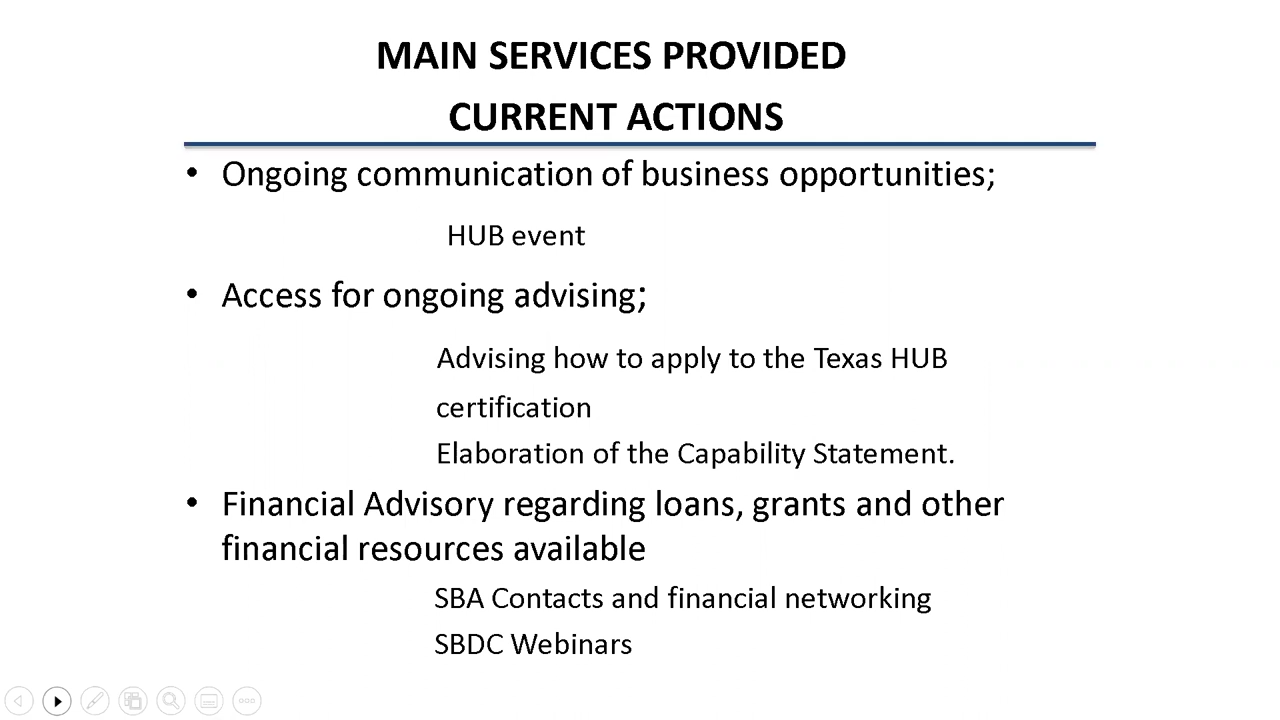 MAIN SERVICES PROVIDED
CURRENT ACTIONS
• Ongoing communication of business opportunities;
HUB event
• Access for ongoing advising;
Advising how to apply to the Texas HUB
certification
Elaboration of the Capability Statement.
• Financial Advisory regarding loans, grants and other
financial resources available
SBA Contacts and financial networking
SBDC Webinars